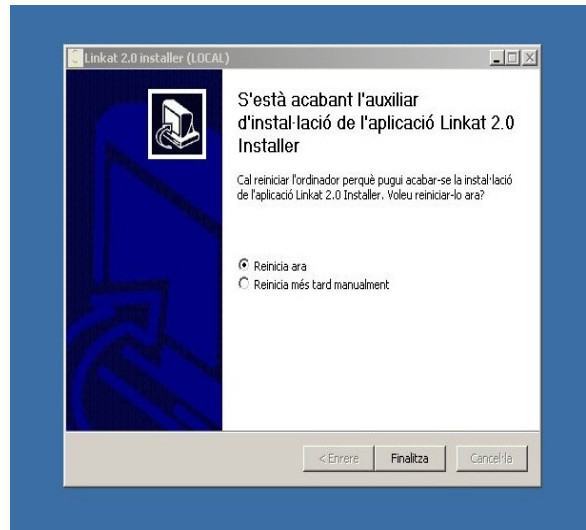 Linkat 2.0 installer (LOCAL)
S'està acabant l'auxiliar
d'instal·lació de l'aplicació Linkat 2.0
Installer
Cal reiniciar l'ordinador perquè pugui acabar-se la instal·lació
de l'aplicació Linkat 2.0 Installer. Voleu reiniciar-lo ara?
Reinicia ara
Reinicia més tard manualment
< Enrere
Finalitza
Cancel·la